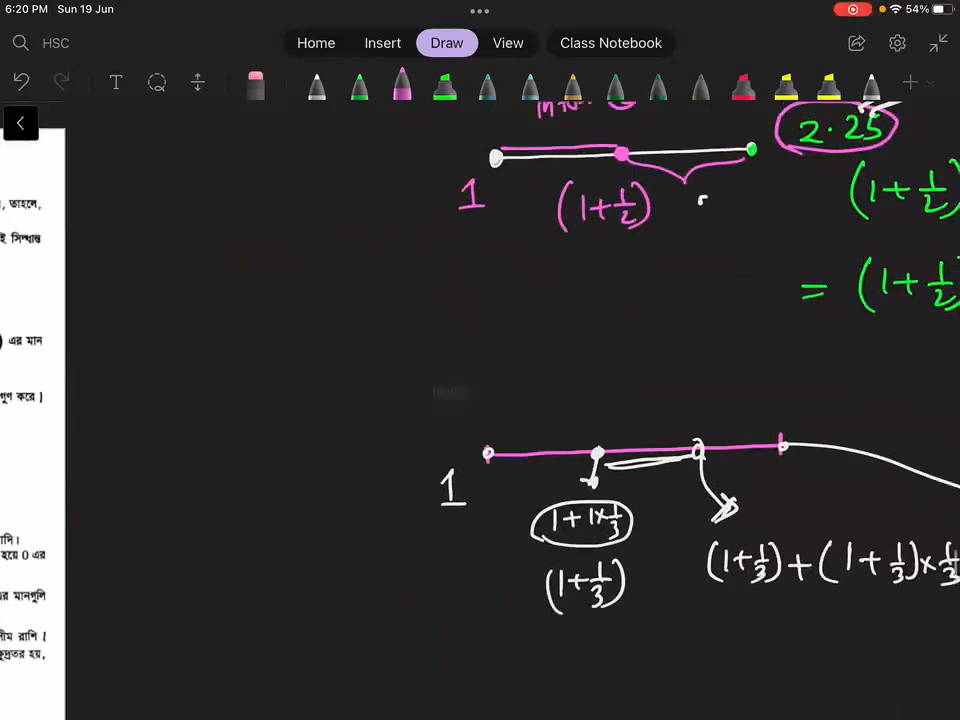 6:20 PM Sun 19 Jun
54%
HSC
Home Insert Draw View Class Notebook
T
, তাহলে,
ই সিদ্ধান্ত
এর মান
গুণ করে]
দি।
হয়ে 0 এর
র মানগুলি
ীম রাশি।
ক্ষুদ্রতর হয়,
2.25
1
(1+1/2)
(1+1/2)
= (1+1/2)
1
1+1×1/3
(1+1/3)
(1+1/3)+(1+1/3)×1/3